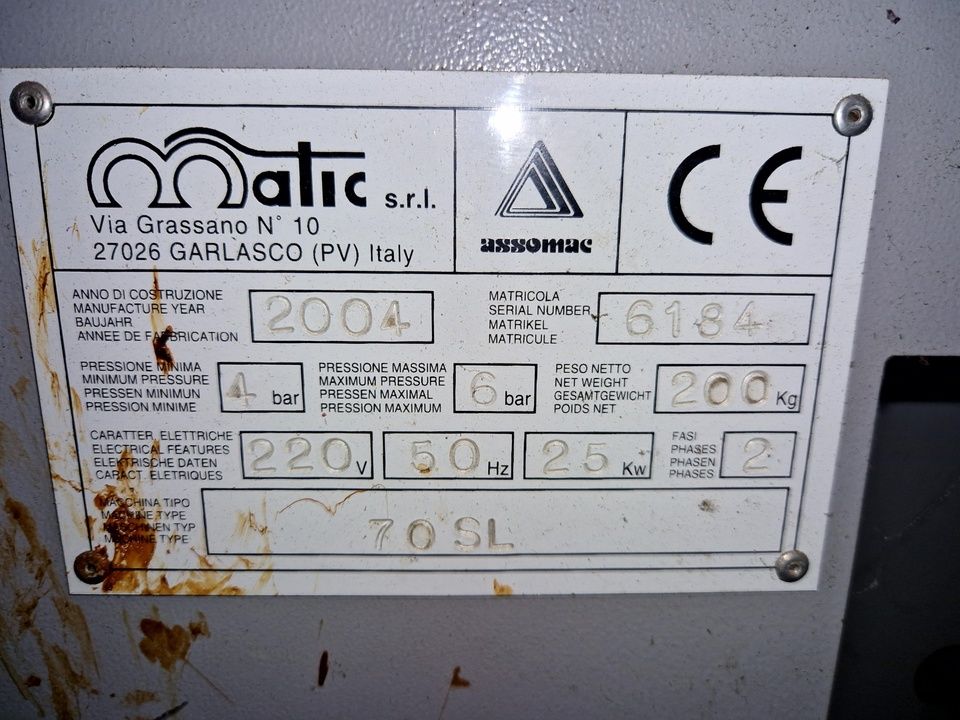 matic s.r.l.
Via Grassano N° 10
27026 GARLASCO (PV) Italy
assomac
CE
ANNO DI COSTRUZIONE
MANUFACTURE YEAR
BAUJAHR
ANNEE DE FABBRICATION
2004
MATRICOLA
SERIAL NUMBER
MATRIKEL
MATRICULE
6184
PRESSIONE MINIMA
MINIMUM PRESSURE
PRESSEN MINIMUN
PRESSION MINIME
4 bar
PRESSIONE MASSIMA
MAXIMUM PRESSURE
PRESSEN MAXIMAL
PRESSION MAXIMUM
6 bar
PESO NETTO
NET WEIGHT
GESAMTGEWICHT
POIDS NET
200 Kg
CARATTER. ELETTRICHE
ELECTRICAL FEATURES
ELEKTRISCHE DATEN
CARACT. ELETRIQUES
220 V
50 Hz
25 Kw
FASI
PHASES
PHASEN
PHASES
2
MACCHINA TIPO
MACHINE TYPE
MASCHINEN TYP
MACHINE TYPE
70 SL